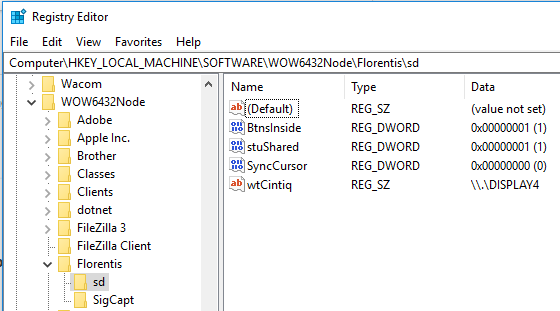 Registry Editor
File Edit View Favorites Help
Computer\HKEY_LOCAL_MACHINE\SOFTWARE\WOW6432Node\Florentis\sd
Wacom
WOW6432Node
Adobe
Apple Inc.
Brother
Classes
Clients
dotnet
FileZilla 3
FileZilla Client
Florentis
sd
SigCapt
Name Type Data
(Default) REG_SZ (value not set)
BtnsInside REG_DWORD 0x00000001 (1)
stuShared REG_DWORD 0x00000001 (1)
SyncCursor REG_DWORD 0x00000000 (0)
wtCintiq REG_SZ \\.\DISPLAY4